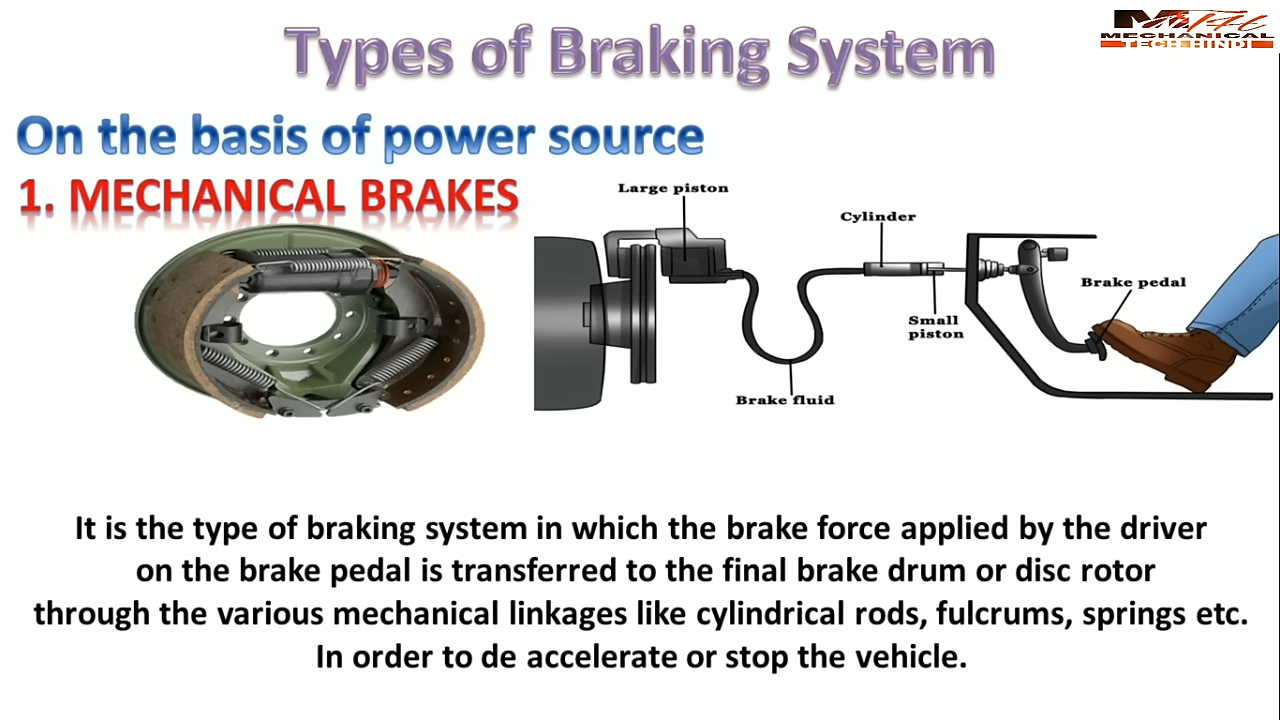 Types of Braking System
MECHANICAL
TECH HINDI
On the basis of power source
1. MECHANICAL BRAKES
Large piston
Cylinder
Brake pedal
Small
piston
Brake fluid
It is the type of braking system in which the brake force applied by the driver
on the brake pedal is transferred to the final brake drum or disc rotor
through the various mechanical linkages like cylindrical rods, fulcrums, springs etc.
In order to de accelerate or stop the vehicle.